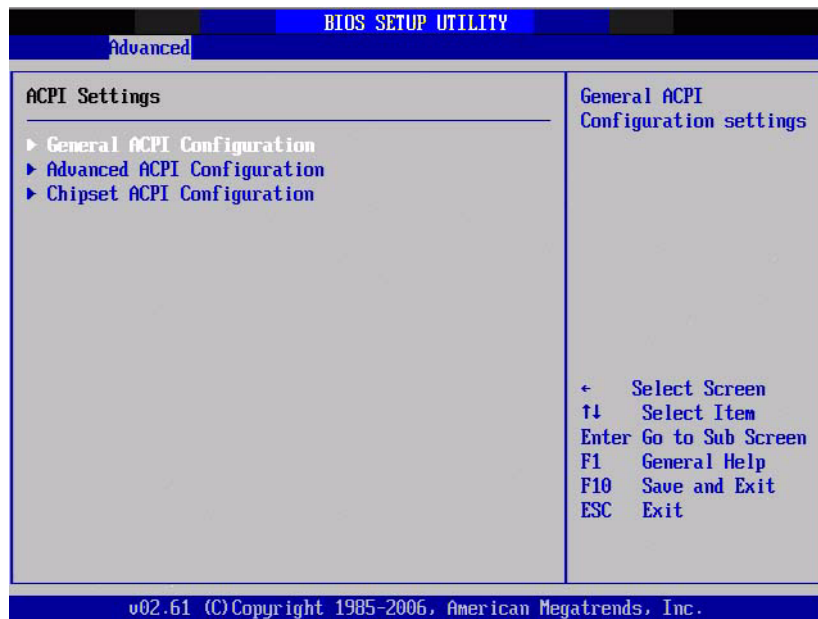 BIOS SETUP UTILITY
Advanced
ACPI Settings
▶ General ACPI Configuration
▶ Advanced ACPI Configuration
▶ Chipset ACPI Configuration
General ACPI
Configuration settings
← Select Screen
↑↓ Select Item
Enter Go to Sub Screen
F1 General Help
F10 Save and Exit
ESC Exit
v02.61 (C)Copyright 1985-2006, American Megatrends, Inc.